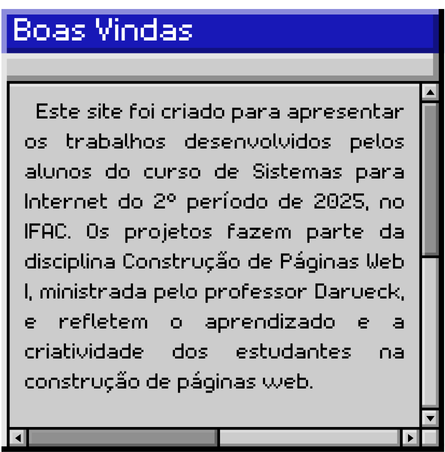 Boas Vindas
Este site foi criado para apresentar
os trabalhos desenvolvidos pelos
alunos do curso de Sistemas para
Internet do 2º período de 2025, no
IFAC. Os projetos fazem parte da
disciplina Construção de Páginas Web
I, ministrada pelo professor Darueck,
e refletem o aprendizado e a
criatividade dos estudantes na
construção de páginas web.